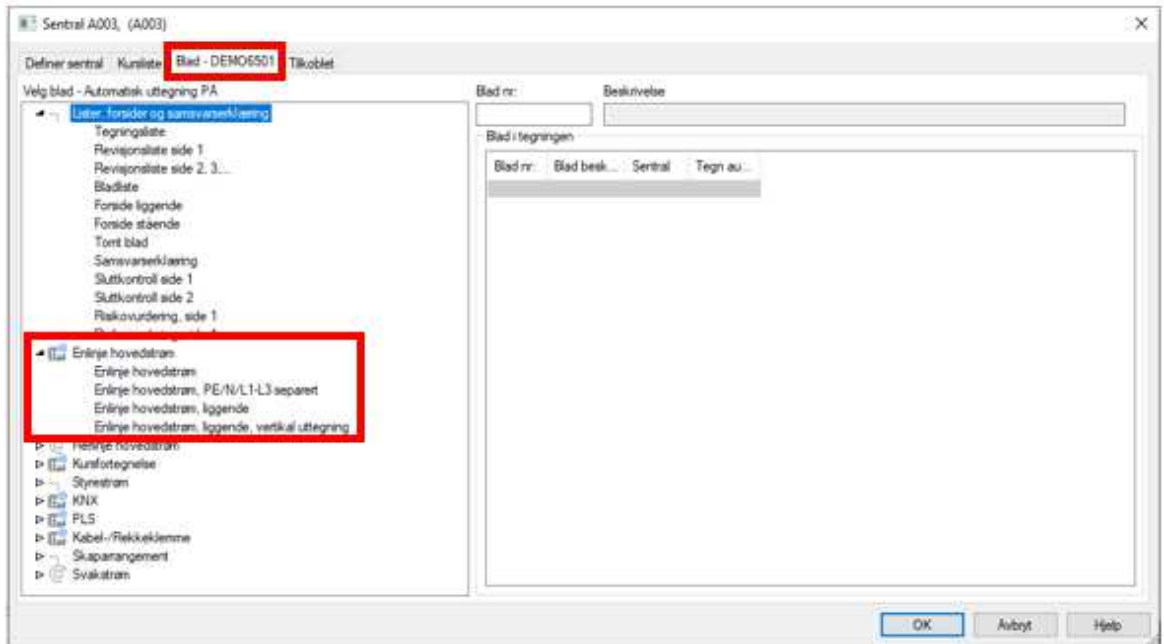 Sentral A003, (A003)
Definer sentral Kursliste Blad - DEMO6501 Tilkoblet
Velg blad - Automatisk uttegning PÅ
Lister, forsider og samsvarserklæring
Tegningsliste
Revisjonsliste side 1
Revisjonsliste side 2, 3,...
Bladliste
Forside liggende
Forside stående
Tomt blad
Samsvarserklæring
Sluttkontroll side 1
Sluttkontroll side 2
Risikovurdering, side 1
Enlinje hovedstrøm
Enlinje hovedstrøm
Enlinje hovedstrøm, PE/N/L1-L3 separert
Enlinje hovedstrøm, liggende
Enlinje hovedstrøm, liggende, vertikal uttegning
Flerlinje hovedstrøm
Kursfortegnelse
Styrestrøm
KNX
PLS
Kabel-/Rekkeklemme
Skaparrangement
Svakstrøm
Blad nr: Beskrivelse
Blad i tegningen
Blad nr: Blad besk... Sentral Tegn au...
OK Avbryt Hjelp